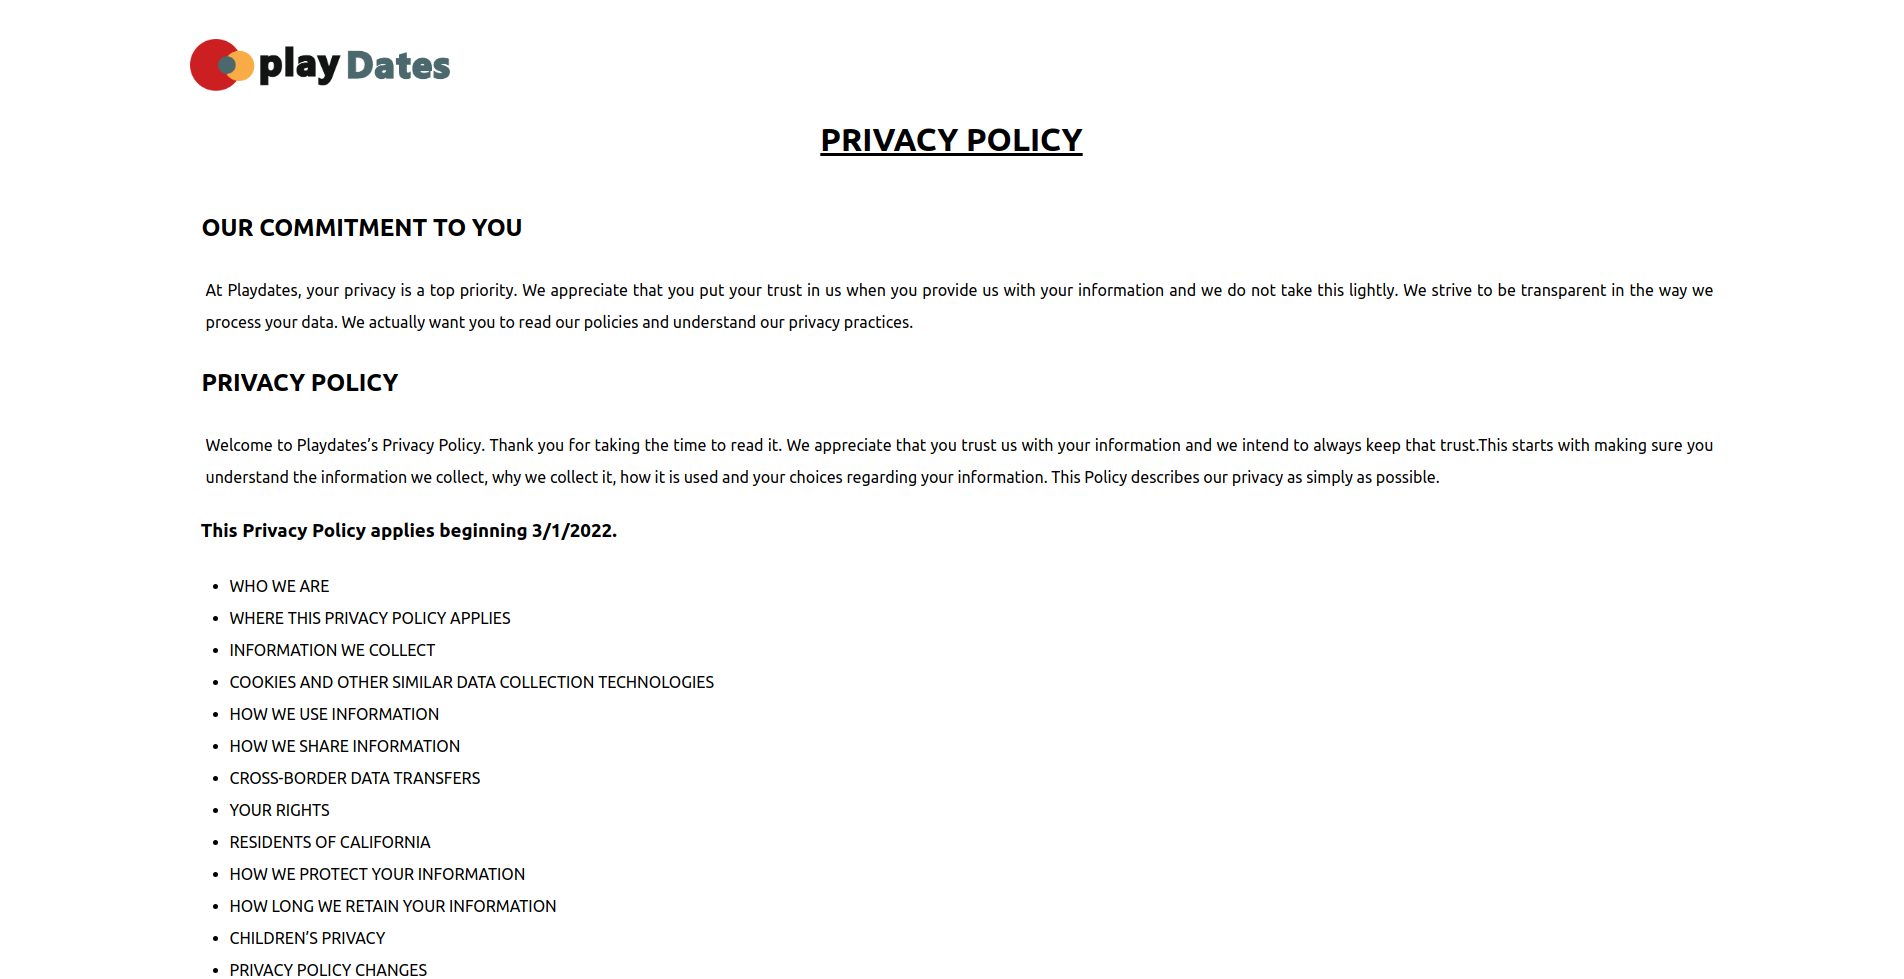 play Dates
PRIVACY POLICY
OUR COMMITMENT TO YOU
At Playdates, your privacy is a top priority. We appreciate that you put your trust in us when you provide us with your information and we do not take this lightly. We strive to be transparent in the way we
process your data. We actually want you to read our policies and understand our privacy practices.
PRIVACY POLICY
Welcome to Playdates’s Privacy Policy. Thank you for taking the time to read it. We appreciate that you trust us with your information and we intend to always keep that trust.This starts with making sure you
understand the information we collect, why we collect it, how it is used and your choices regarding your information. This Policy describes our privacy as simply as possible.
This Privacy Policy applies beginning 3/1/2022.
• WHO WE ARE
• WHERE THIS PRIVACY POLICY APPLIES
• INFORMATION WE COLLECT
• COOKIES AND OTHER SIMILAR DATA COLLECTION TECHNOLOGIES
• HOW WE USE INFORMATION
• HOW WE SHARE INFORMATION
• CROSS-BORDER DATA TRANSFERS
• YOUR RIGHTS
• RESIDENTS OF CALIFORNIA
• HOW WE PROTECT YOUR INFORMATION
• HOW LONG WE RETAIN YOUR INFORMATION
• CHILDREN’S PRIVACY
• PRIVACY POLICY CHANGES